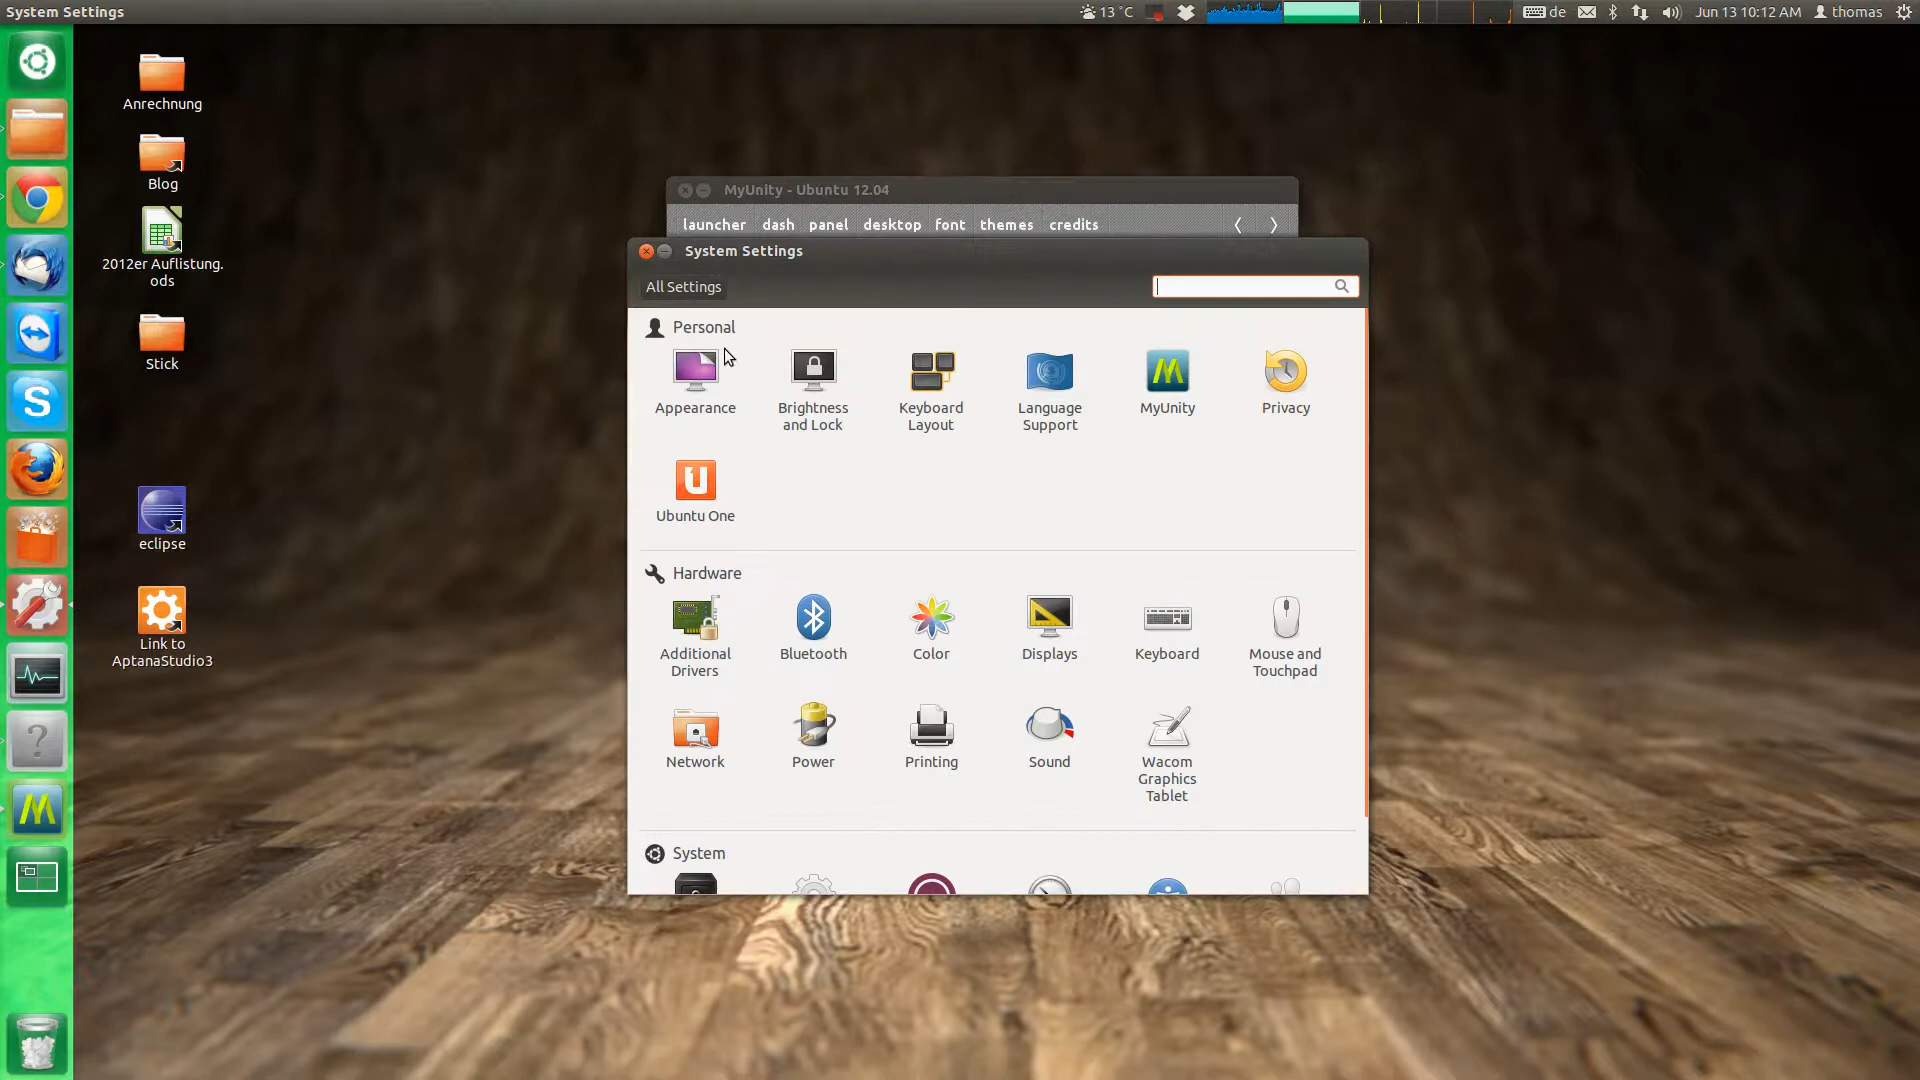 System Settings
13 °C
de
Jun 13 10:12 AM
thomas
Anrechnung
Blog
2012er Auflistung.
ods
Stick
eclipse
Link to
AptanaStudio3
MyUnity - Ubuntu 12.04
launcher dash panel desktop font themes credits
System Settings
All Settings
Personal
Appearance
Brightness
and Lock
Keyboard
Layout
Language
Support
MyUnity
Privacy
Ubuntu One
Hardware
Additional
Drivers
Bluetooth
Color
Displays
Keyboard
Mouse and
Touchpad
Network
Power
Printing
Sound
Wacom
Graphics
Tablet
System